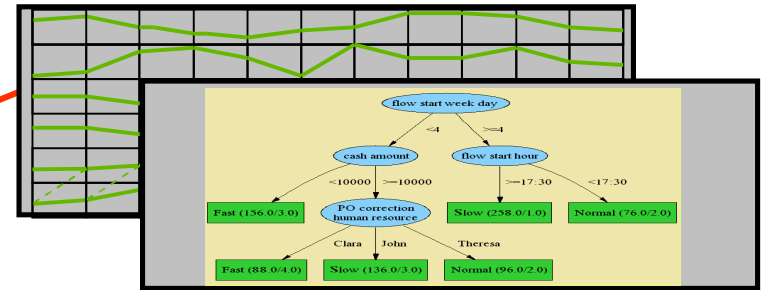 flow start week day
<4
>=4
cash amount
flow start hour
<10000
>=10000
>=17:30
<17:30
Fast (156.0/3.0)
PO correction
human resource
Slow (258.0/1.0)
Normal (76.0/2.0)
Clara
John
Theresa
Fast (88.0/4.0)
Slow (136.0/3.0)
Normal (96.0/2.0)